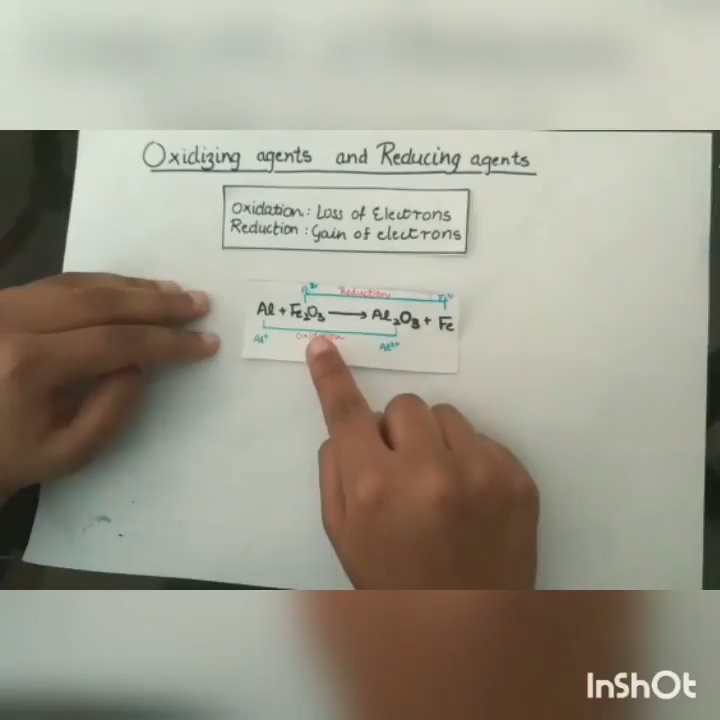 Oxidizing agents and Reducing agents
Oxidation: Loss of Electrons
Reduction: Gain of electrons
Reduction
Al + Fe₂O₃ → Al₂O₃ + Fe
Al³⁺
InShOt